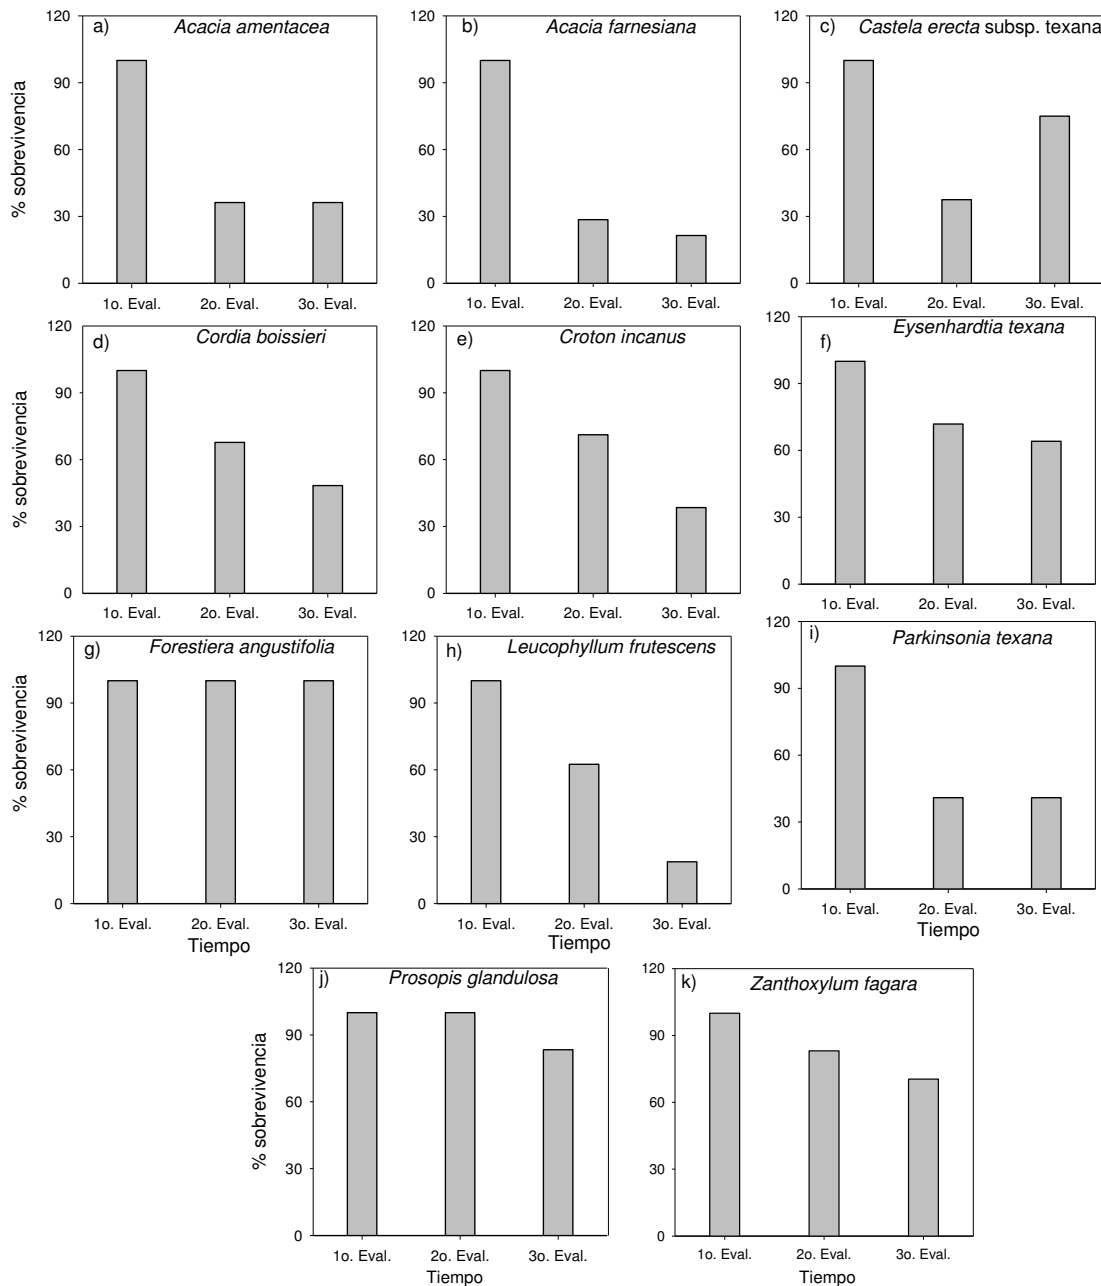 a) Acacia amentacea
120
90
60
30
0
% sobrevivencia
1o. Eval. 2o. Eval. 3o. Eval.
b) Acacia farnesiana
120
90
60
30
0
1o. Eval. 2o. Eval. 3o. Eval.
c) Castela erecta subsp. texana
120
90
60
30
0
1o. Eval. 2o. Eval. 3o. Eval.
d) Cordia boissieri
120
90
60
30
0
% sobrevivencia
1o. Eval. 2o. Eval. 3o. Eval.
e) Croton incanus
120
90
60
30
0
1o. Eval. 2o. Eval. 3o. Eval.
f) Eysenhardtia texana
120
90
60
30
0
1o. Eval. 2o. Eval. 3o. Eval.
g) Forestiera angustifolia
120
90
60
30
0
% sobrevivencia
1o. Eval. 2o. Eval. 3o. Eval.
Tiempo
h) Leucophyllum frutescens
120
90
60
30
0
1o. Eval. 2o. Eval. 3o. Eval.
Tiempo
i) Parkinsonia texana
120
90
60
30
0
1o. Eval. 2o. Eval. 3o. Eval.
j) Prosopis glandulosa
120
90
60
30
0
% sobrevivencia
1o. Eval. 2o. Eval. 3o. Eval.
Tiempo
k) Zanthoxylum fagara
120
90
60
30
0
1o. Eval. 2o. Eval. 3o. Eval.
Tiempo